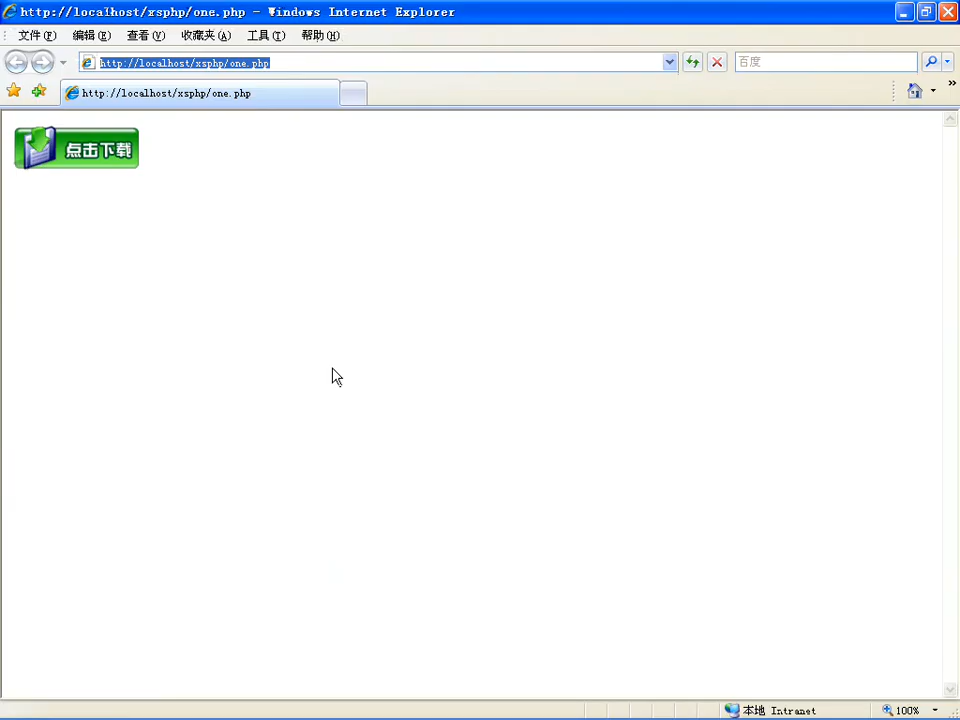 http://localhost/xsphp/one.php - Windows Internet Explorer
文件(F) 编辑(E) 查看(V) 收藏夹(A) 工具(T) 帮助(H)
http://localhost/xsphp/one.php 百度
http://localhost/xsphp/one.php
点击下载
本地 Intranet 100%